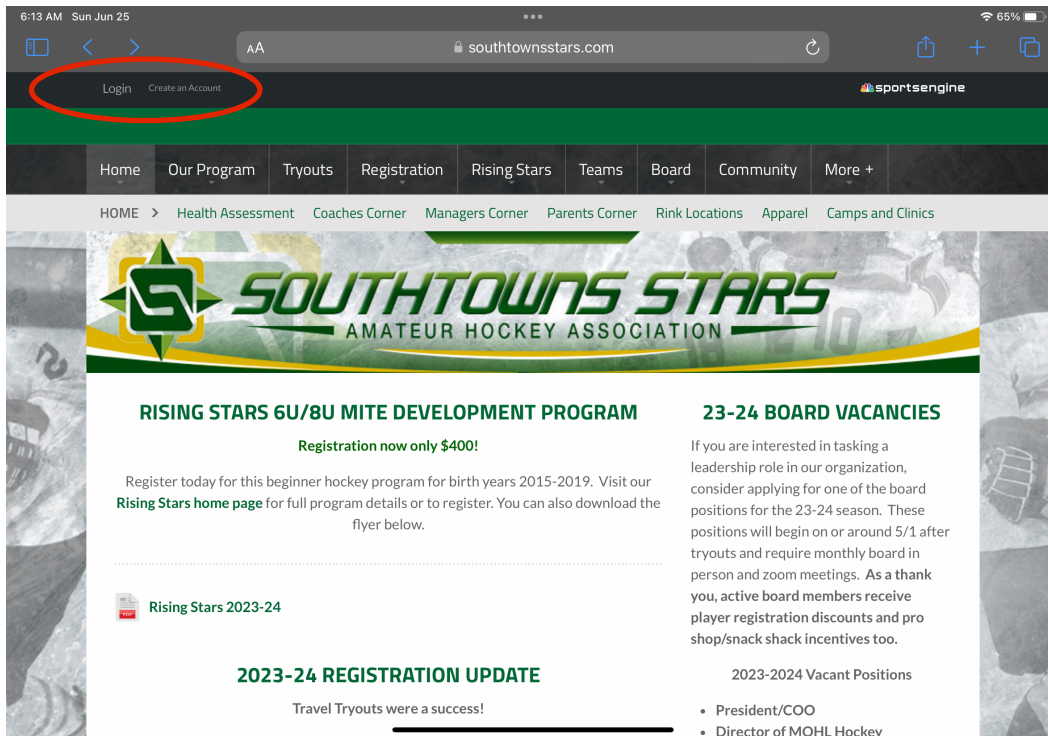 6:13 AM Sun Jun 25
65%
AA
southtownsstars.com
Login Create an Account
sportsengine
Home Our Program Tryouts Registration Rising Stars Teams Board Community More +
HOME > Health Assessment Coaches Corner Managers Corner Parents Corner Rink Locations Apparel Camps and Clinics
SOUTHTOWNS STARS
AMATEUR HOCKEY ASSOCIATION
RISING STARS 6U/8U MITE DEVELOPMENT PROGRAM
Registration now only $400!
Register today for this beginner hockey program for birth years 2015-2019. Visit our
Rising Stars home page for full program details or to register. You can also download the
flyer below.
PDF
Rising Stars 2023-24
2023-24 REGISTRATION UPDATE
Travel Tryouts were a success!
23-24 BOARD VACANCIES
If you are interested in tasking a
leadership role in our organization,
consider applying for one of the board
positions for the 23-24 season. These
positions will begin on or around 5/1 after
tryouts and require monthly board in
person and zoom meetings. As a thank
you, active board members receive
player registration discounts and pro
shop/snack shack incentives too.
2023-2024 Vacant Positions
• President/COO
• Director of MOHL Hockey